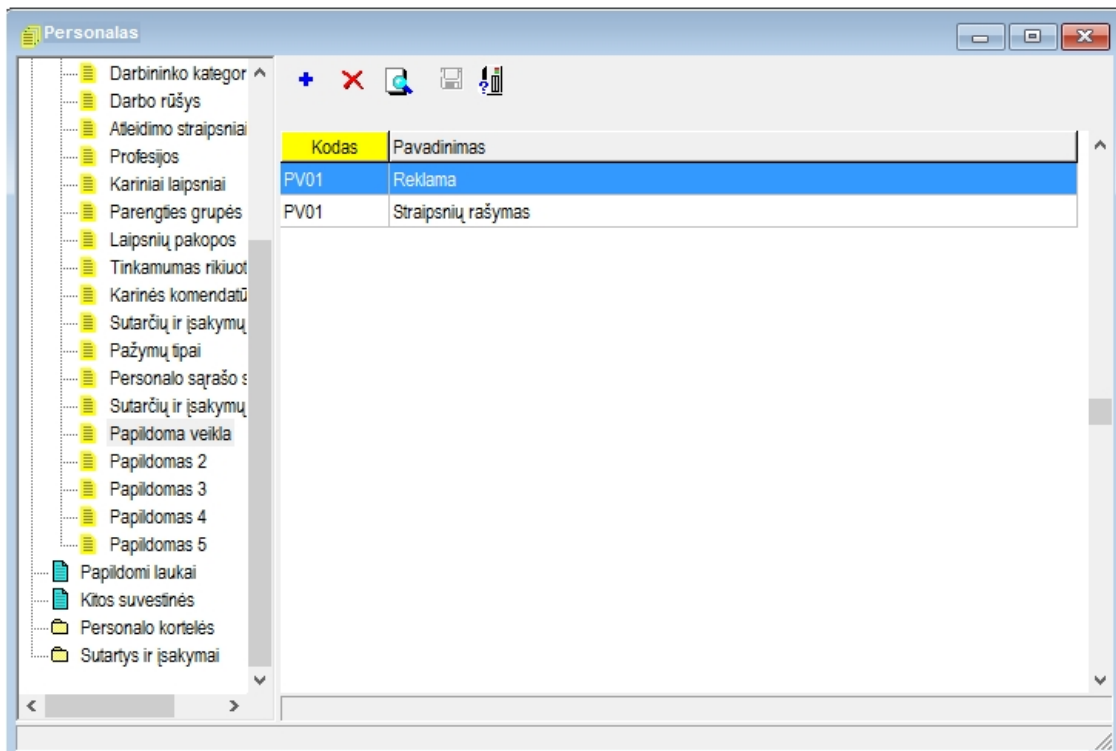 Personalas
Darbininko kategor
Darbo rūšys
Atleidimo straipsniai
Profesijos
Kariniai laipsniai
Parengties grupės
Laipsnių pakopos
Tinkamumas rikiuot
Karinės komendatū
Sutarčių ir įsakymų
Pažymų tipai
Personalo sąrašo s
Sutarčių ir įsakymų
Papildoma veikla
Papildomas 2
Papildomas 3
Papildomas 4
Papildomas 5
Papildomi laukai
Kitos suvestinės
Personalo kortelės
Sutartys ir įsakymai
Kodas Pavadinimas
PV01 Reklama
PV01 Straipsnių rašymas